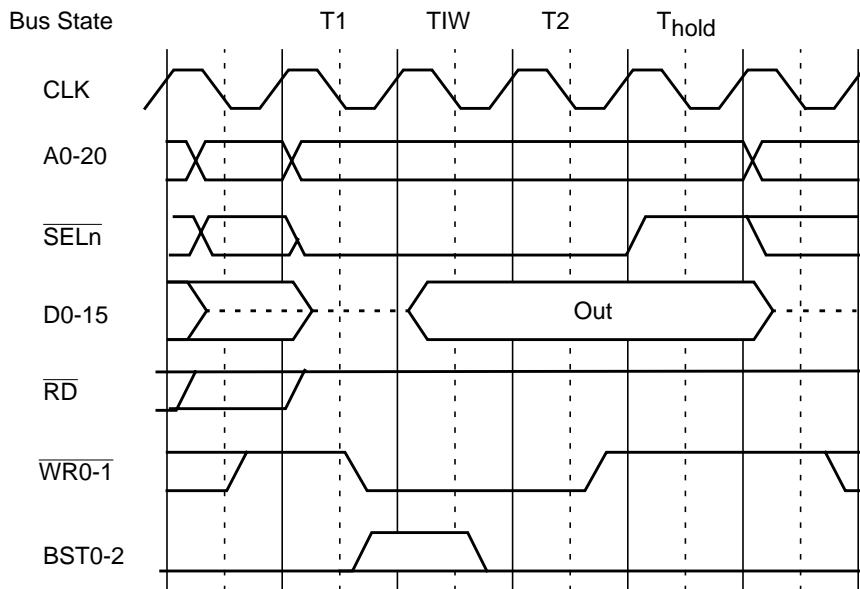 Bus State T1 TIW T2 Thold
CLK
A0-20
SELn
D0-15 Out
RD
WR0-1
BST0-2